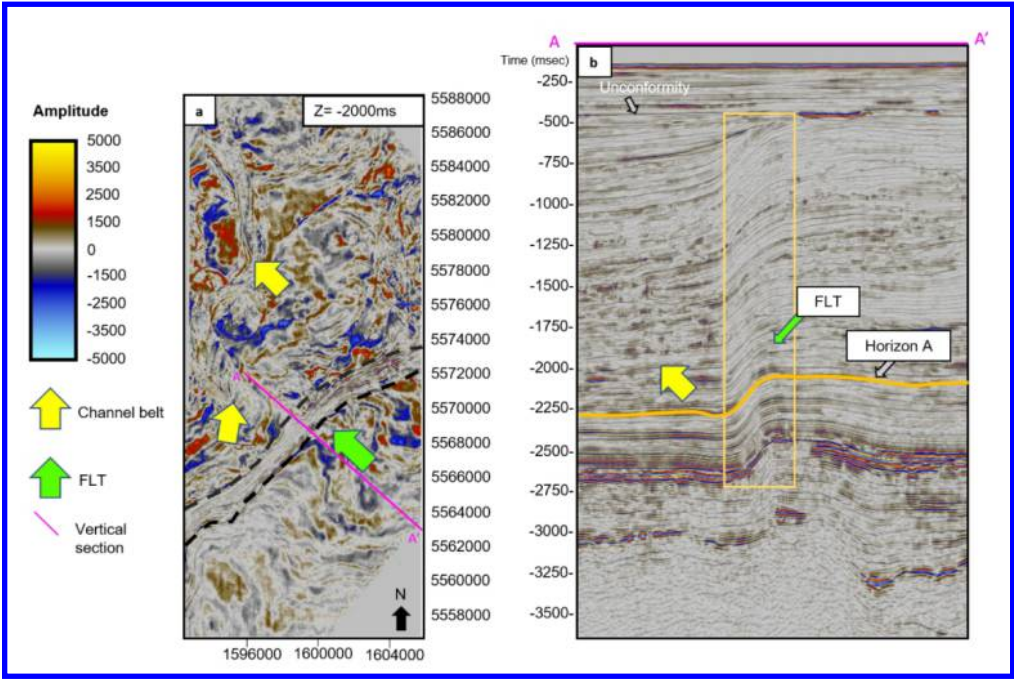 Amplitude
5000
3500
2500
1500
0
-1500
-2500
-3500
-5000
Channel belt
FLT
Vertical
section
a
Z= -2000ms
5588000
5586000
5584000
5582000
5580000
5578000
5576000
5574000
5572000
5570000
5568000
5566000
5564000
5562000
5560000
5558000
A
A'
N
1596000 1600000 1604000
A
A'
Time (msec)
b
-250-
-500-
-750-
-1000-
-1250-
-1500-
-1750-
-2000-
-2250-
-2500-
-2750-
-3000-
-3250-
-3500-
Unconformity
FLT
Horizon A